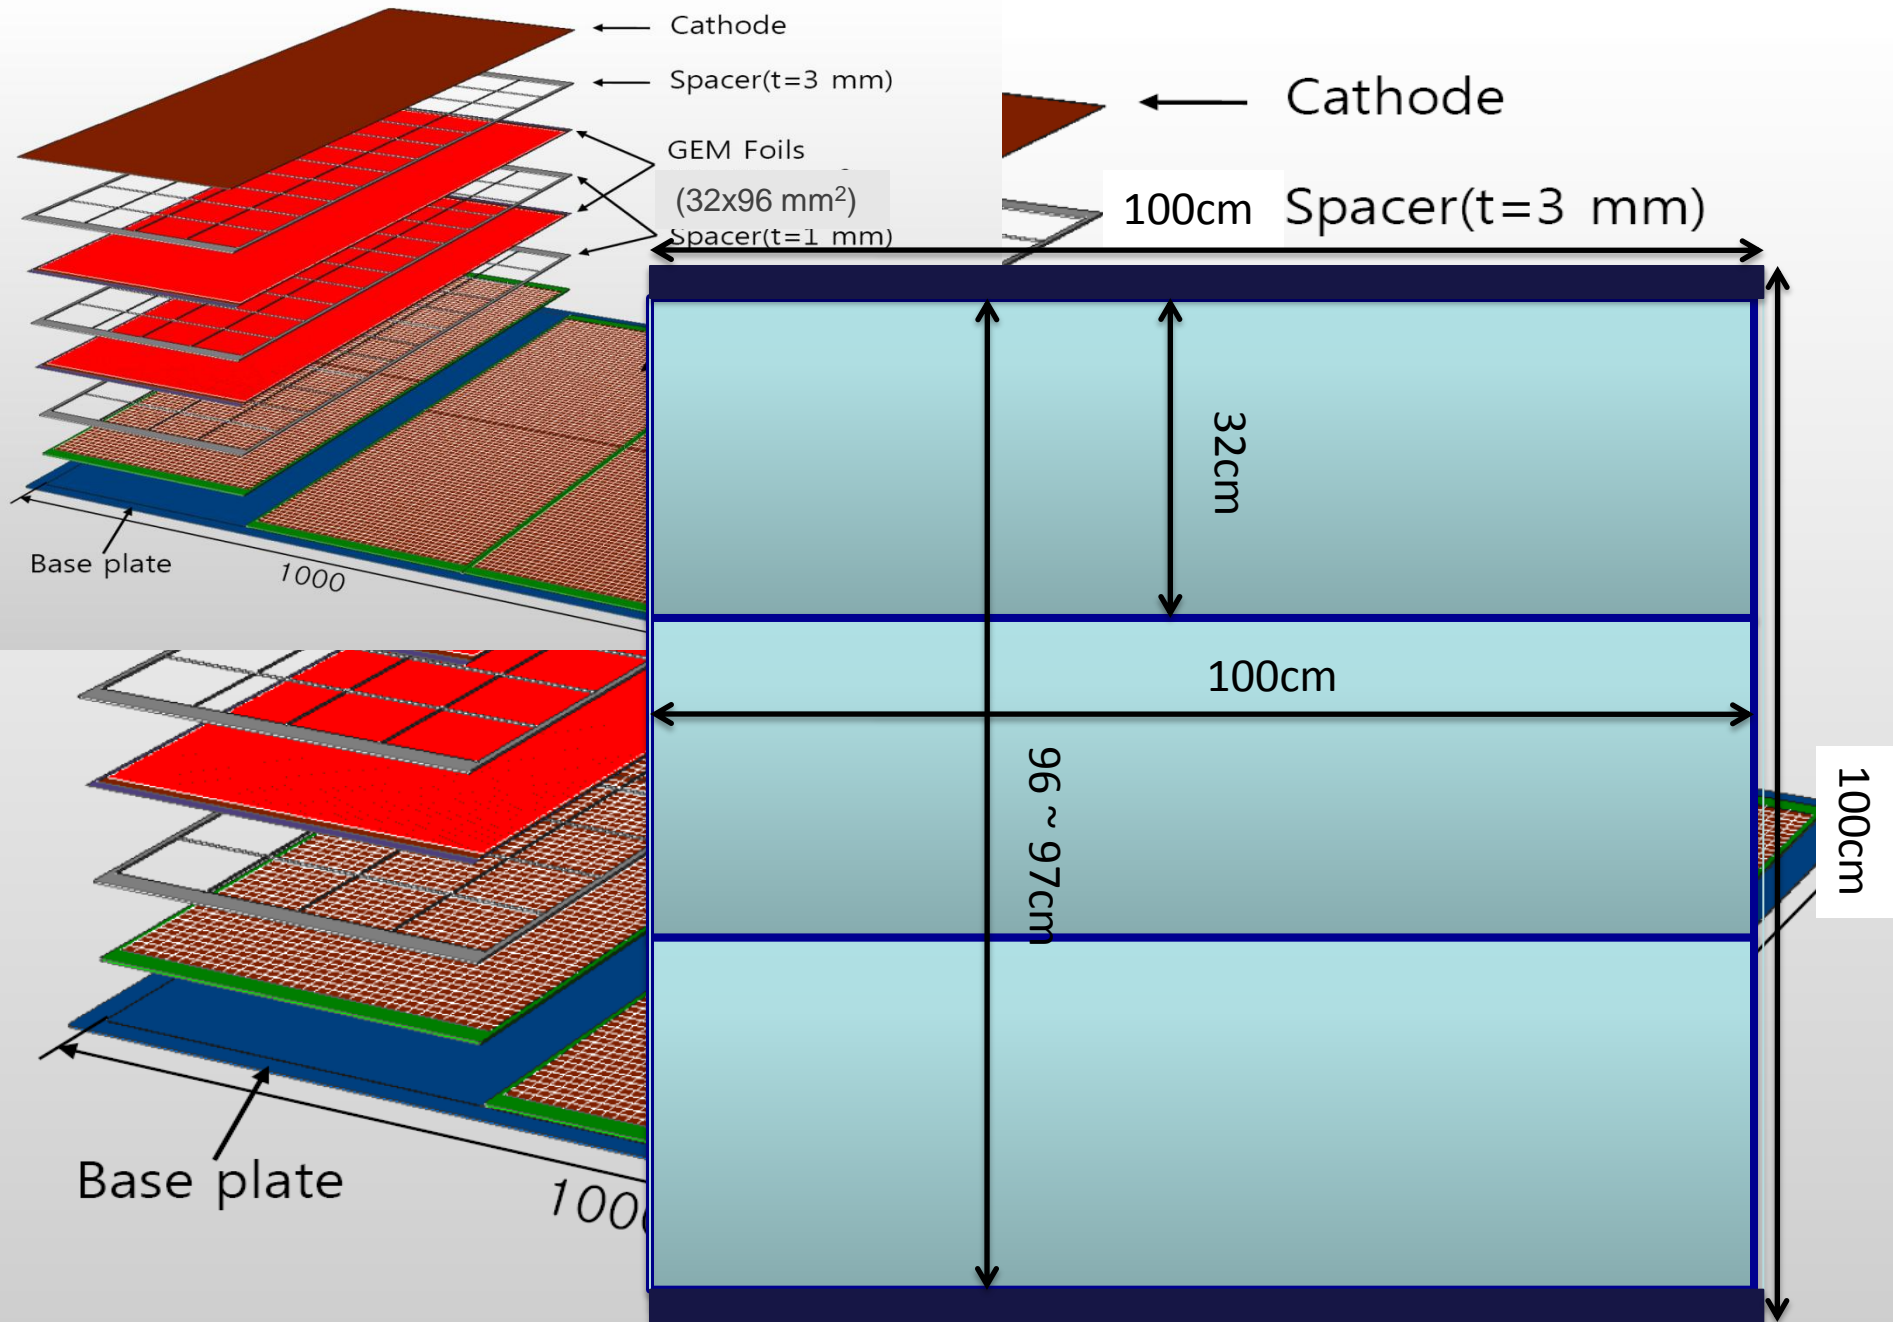 Cathode
Spacer(t=3 mm)
GEM Foils
(32x96 mm²)
Spacer(t=1 mm)
Base plate
1000
Cathode
Spacer(t=3 mm)
100cm
32cm
100cm
96 ~ 97cm
100cm
Base plate
100